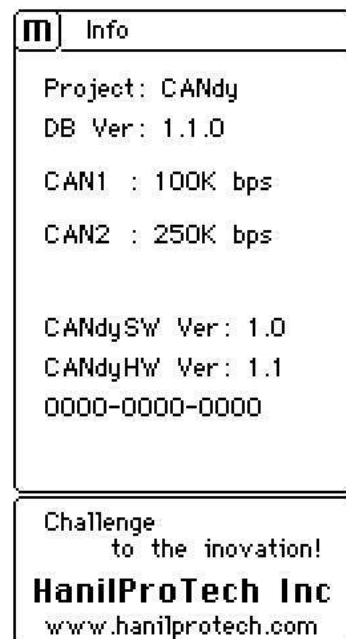 m Info
Project: CANdy
DB Ver: 1.1.0
CAN1 : 100K bps
CAN2 : 250K bps
CANdySW Ver: 1.0
CANdyHW Ver: 1.1
0000-0000-0000
Challenge
to the inovation!
HanilProTech Inc
www.hanilprotech.com